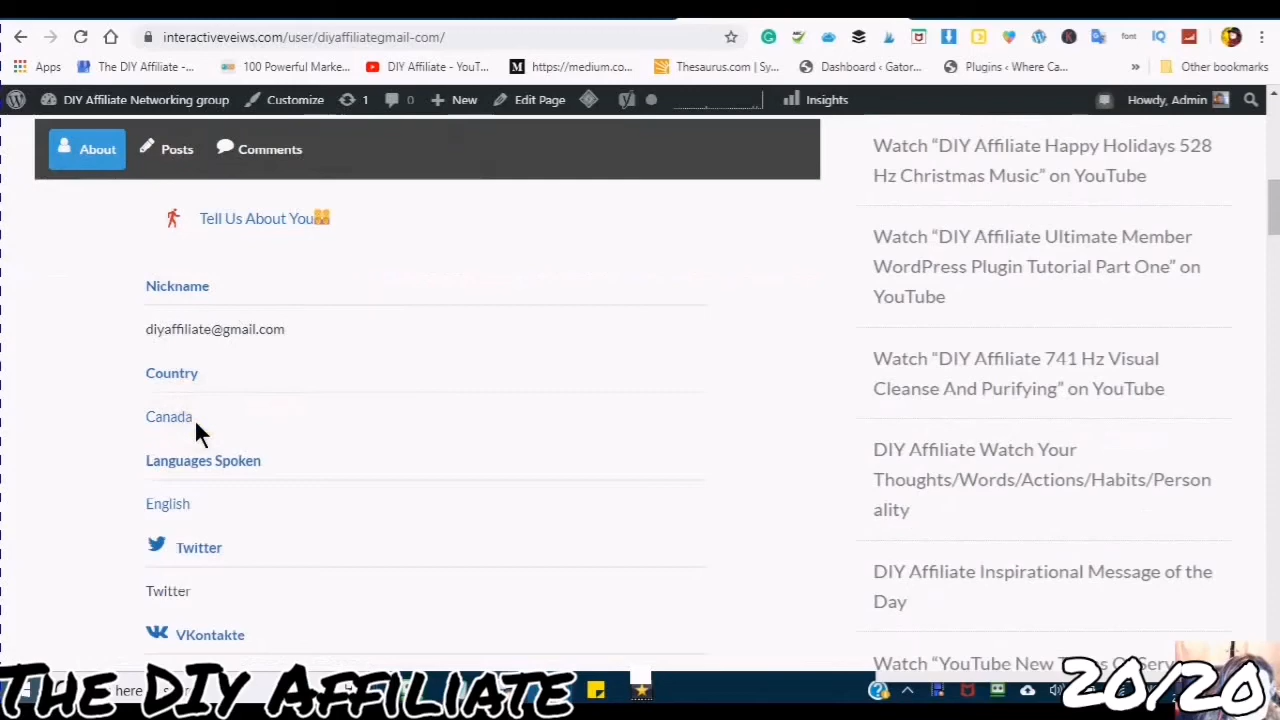 interactiveveiws.com/user/diyaffiliategmail-com/
Apps The DIY Affiliate -... 100 Powerful Marke... DIY Affiliate - YouT... https://medium.co... Thesaurus.com | Sy... Dashboard ‹ Gator... Plugins ‹ Where Ca... » Other bookmarks
DIY Affiliate Networking group Customize 1 0 New Edit Page Insights Howdy, Admin
About Posts Comments
Tell Us About You
Nickname
diyaffiliate@gmail.com
Country
Canada
Languages Spoken
English
Twitter
Twitter
VKontakte
Watch “DIY Affiliate Happy Holidays 528
Hz Christmas Music” on YouTube
Watch “DIY Affiliate Ultimate Member
WordPress Plugin Tutorial Part One” on
YouTube
Watch “DIY Affiliate 741 Hz Visual
Cleanse And Purifying” on YouTube
DIY Affiliate Watch Your
Thoughts/Words/Actions/Habits/Person
ality
DIY Affiliate Inspirational Message of the
Day
Watch “YouTube New
here
The DIY Affiliate
20/20